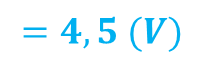 = 4,5 (V)